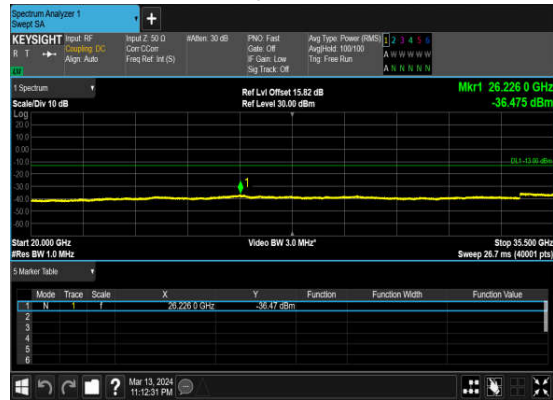 Spectrum Analyzer 1
Swept SA
+
KEYSIGHT Input: RF Input Z: 50 Ω #Atten: 30 dB PNO: Fast Avg Type: Power (RMS) 1 2 3 4 5 6
R T Coupling: DC Corr CCorr Gate: Off Avg|Hold: 100/100 A W W W W W
Align: Auto Freq Ref: Int (S) IF Gain: Low Trig: Free Run
LV Sig Track: Off A N N N N N
1 Spectrum Ref Lvl Offset 15.82 dB Mkr1 26.226 0 GHz
Scale/Div 10 dB Ref Level 30.00 dBm -36.475 dBm
Log
20.0
10.0
0.00
-10.0
DL1 -13.00 dBm
-20.0
-30.0
1
-40.0
-50.0
-60.0
Start 20.000 GHz Video BW 3.0 MHz* Stop 35.500 GHz
#Res BW 1.0 MHz Sweep 26.7 ms (40001 pts)
5 Marker Table
Mode Trace Scale X Y Function Function Width Function Value
1 N 1 f 26.226 0 GHz -36.47 dBm
2
3
4
5
6
? Mar 13, 2024
11:12:31 PM